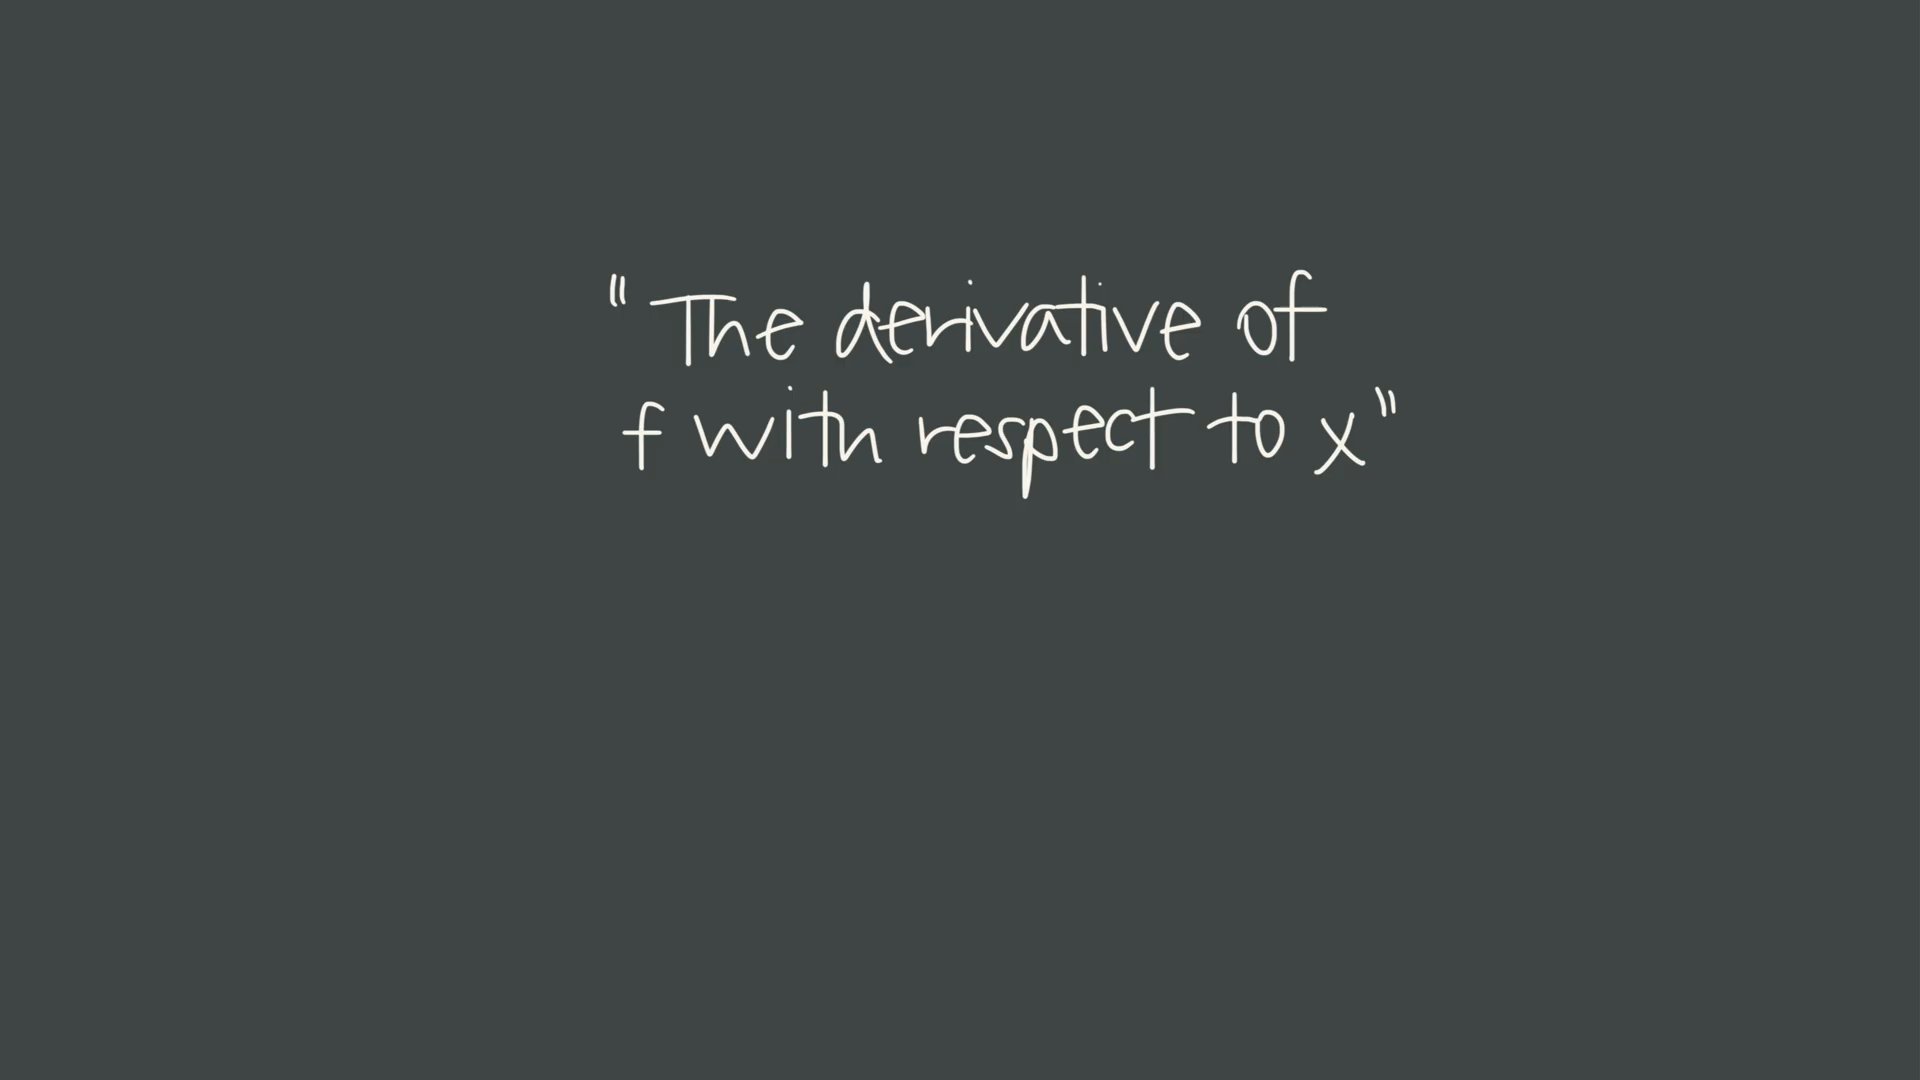 "The derivative of
f with respect to x"